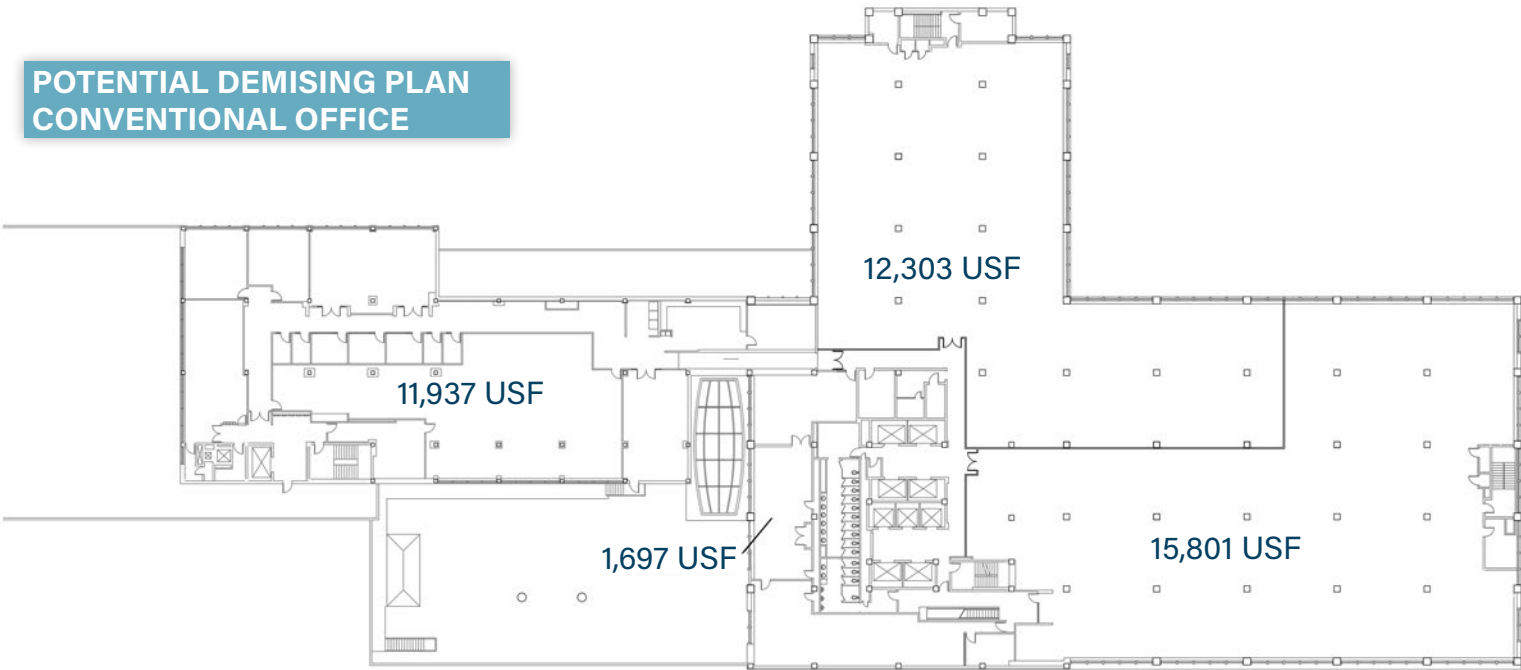 POTENTIAL DEMISING PLAN
CONVENTIONAL OFFICE
12,303 USF
11,937 USF
1,697 USF
15,801 USF